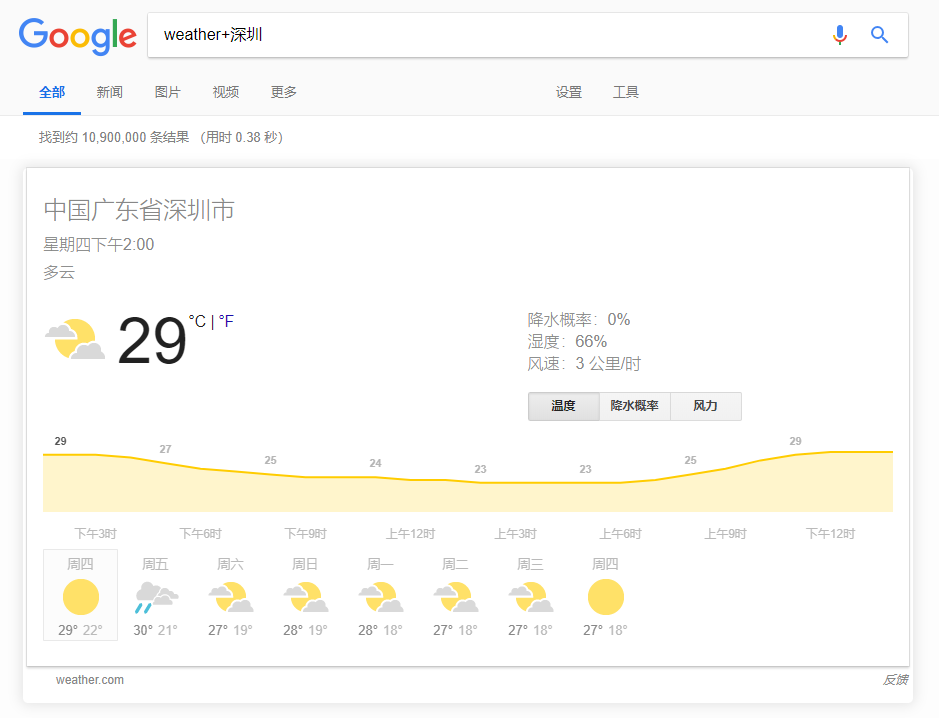 Google weather+深圳
全部 新闻 图片 视频 更多 设置 工具
找到约 10,900,000 条结果 （用时 0.38 秒）
中国广东省深圳市
星期四下午2:00
多云
29 °C | °F
降水概率：0%
湿度：66%
风速：3 公里/时
温度 降水概率 风力
29 27 25 24 23 23 25 29
下午3时 下午6时 下午9时 上午12时 上午3时 上午6时 上午9时 下午12时
周四 周五 周六 周日 周一 周二 周三 周四
29° 22° 30° 21° 27° 19° 28° 19° 28° 18° 27° 18° 27° 18° 27° 18°
weather.com 反馈